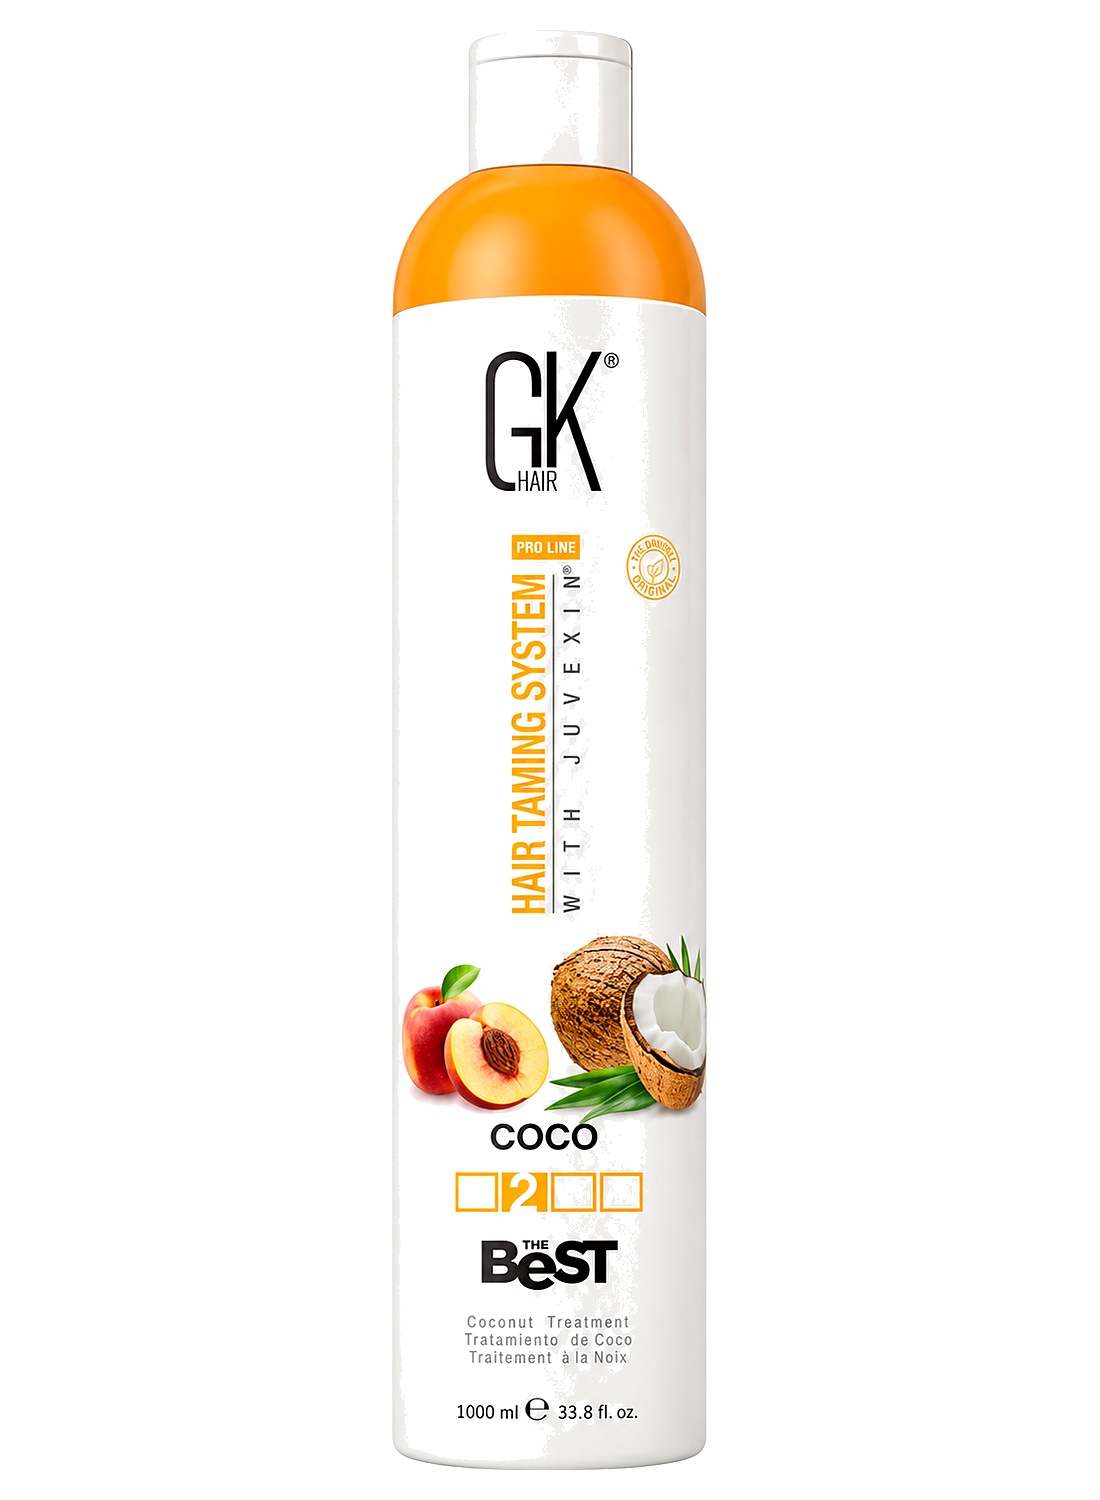 GK®
HAIR
PRO LINE
HAIR TAMING SYSTEM
WITH JUVEXIN®
ORIGINAL
COCO
2
THE
BeST
Coconut Treatment
Tratamiento de Coco
Traitement à la Noix
1000 ml ℮ 33.8 fl. oz.